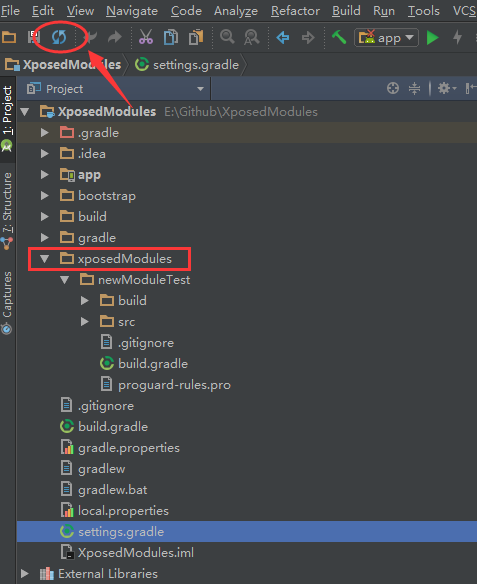 File Edit View Navigate Code Analyze Refactor Build Run Tools VCS
app
XposedModules settings.gradle
1: Project
7: Structure
Captures
Project
XposedModules E:\Github\XposedModules
.gradle
.idea
app
bootstrap
build
gradle
xposedModules
newModuleTest
build
src
.gitignore
build.gradle
proguard-rules.pro
.gitignore
build.gradle
gradle.properties
gradlew
gradlew.bat
local.properties
settings.gradle
XposedModules.iml
External Libraries